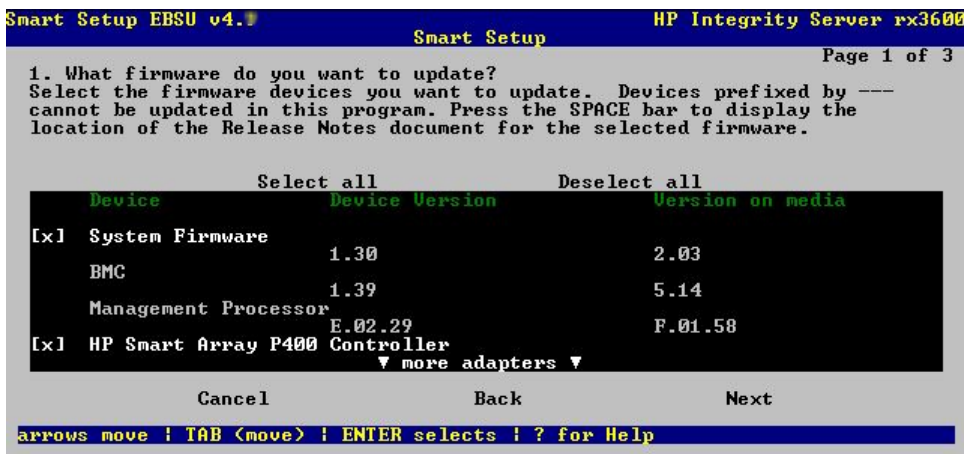 Smart Setup EBSU v4. HP Integrity Server rx3600
Smart Setup
Page 1 of 3
1. What firmware do you want to update?
Select the firmware devices you want to update. Devices prefixed by ---
cannot be updated in this program. Press the SPACE bar to display the
location of the Release Notes document for the selected firmware.
Select all Deselect all
Device Device Version Version on media
[x] System Firmware
1.30 2.03
BMC
1.39 5.14
Management Processor
E.02.29 F.01.58
[x] HP Smart Array P400 Controller
▼ more adapters ▼
Cancel Back Next
arrows move | TAB (move) | ENTER selects | ? for Help